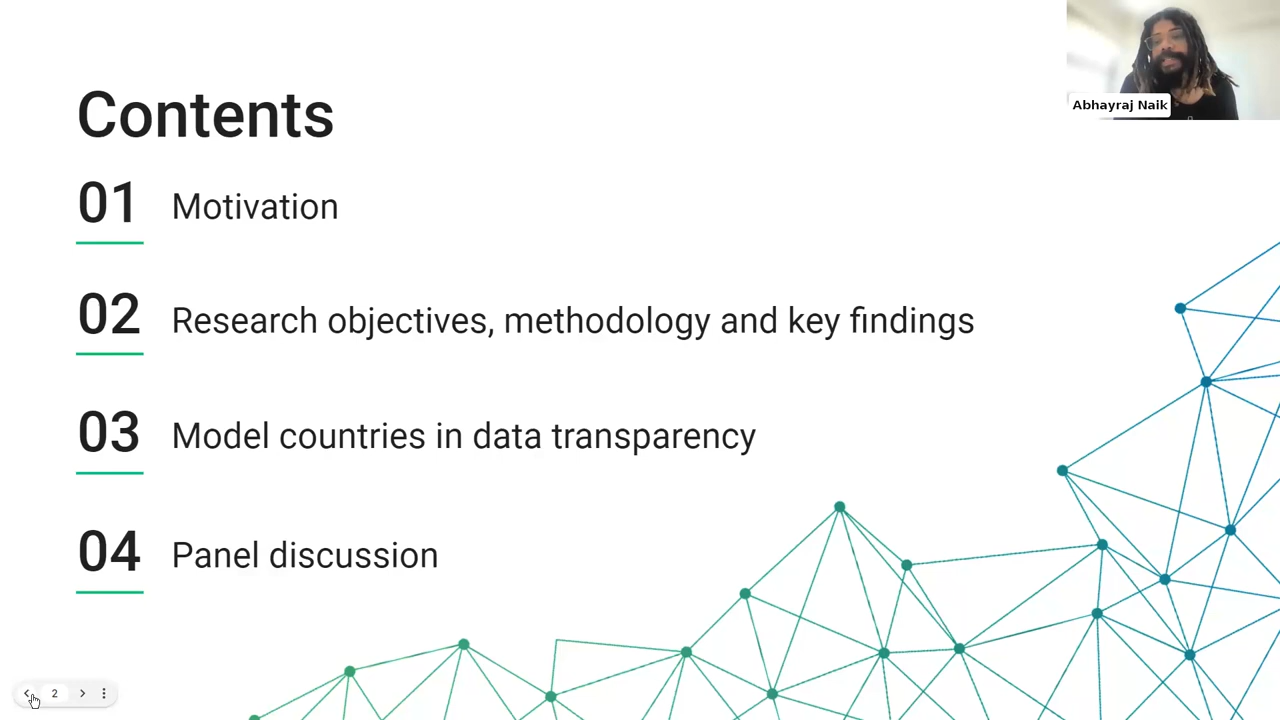 Contents
01 Motivation
02 Research objectives, methodology and key findings
03 Model countries in data transparency
04 Panel discussion
Abhayraj Naik
2